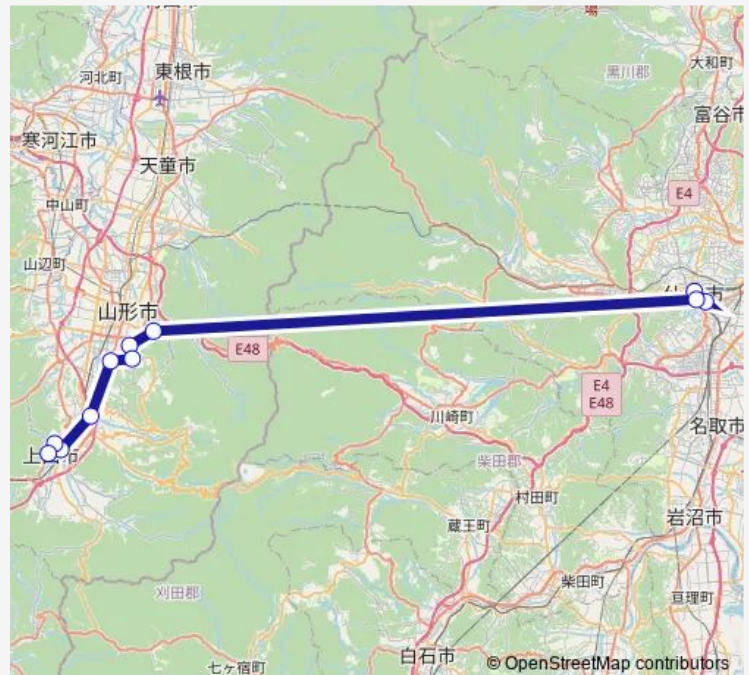 東根市
河北町
大和町
黒川郡
富谷市
寒河江市
天童市
E4
中山町
山辺町
山形市
E48
E4
E48
川崎町
名取市
柴田郡
村田町
岩沼市
蔵王町
柴田町
亘理町
刈田郡
白石市
七ヶ宿町
© OpenStreetMap contributors